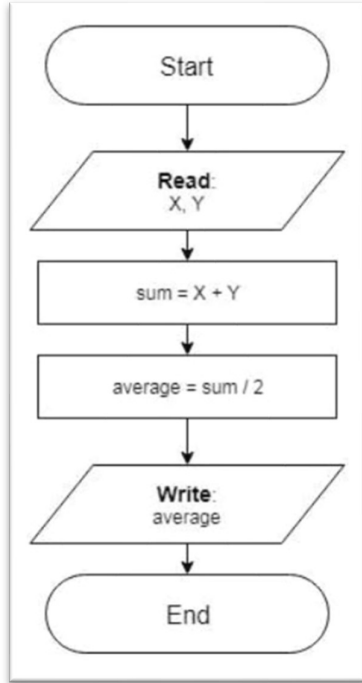 Start
Read:
X, Y
sum = X + Y
average = sum / 2
Write:
average
End